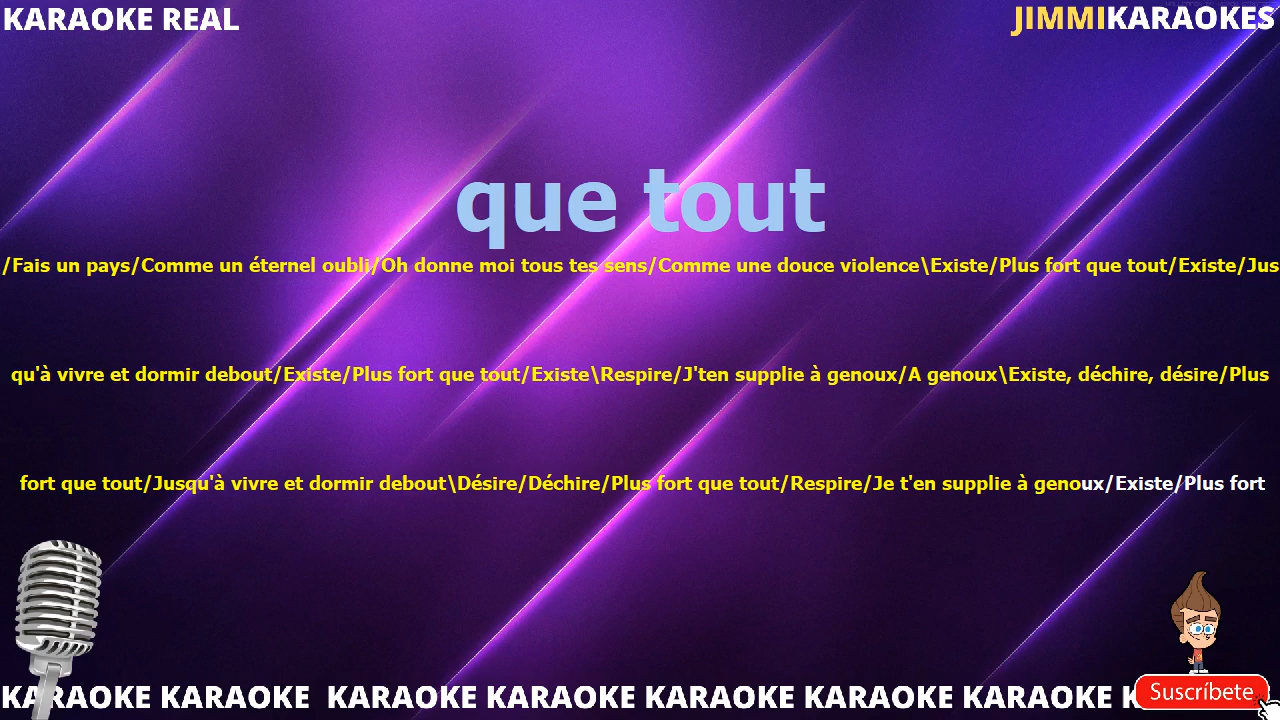 KARAOKE REAL
JIMMIKARAOKES
que tout
/Fais un pays/Comme un éternel oubli/Oh donne moi tous tes sens/Comme une douce violence\Existe/Plus fort que tout/Existe/Jus
qu'à vivre et dormir debout/Existe/Plus fort que tout/Existe\Respire/J'ten supplie à genoux/A genoux\Existe, déchire, désire/Plus
fort que tout/Jusqu'à vivre et dormir debout\Désire/Déchire/Plus fort que tout/Respire/Je t'en supplie à genoux/Existe/Plus fort
KARAOKE KARAOKE KARAOKE KARAOKE KARAOKE KARAOKE KARAOKE K
Suscríbete